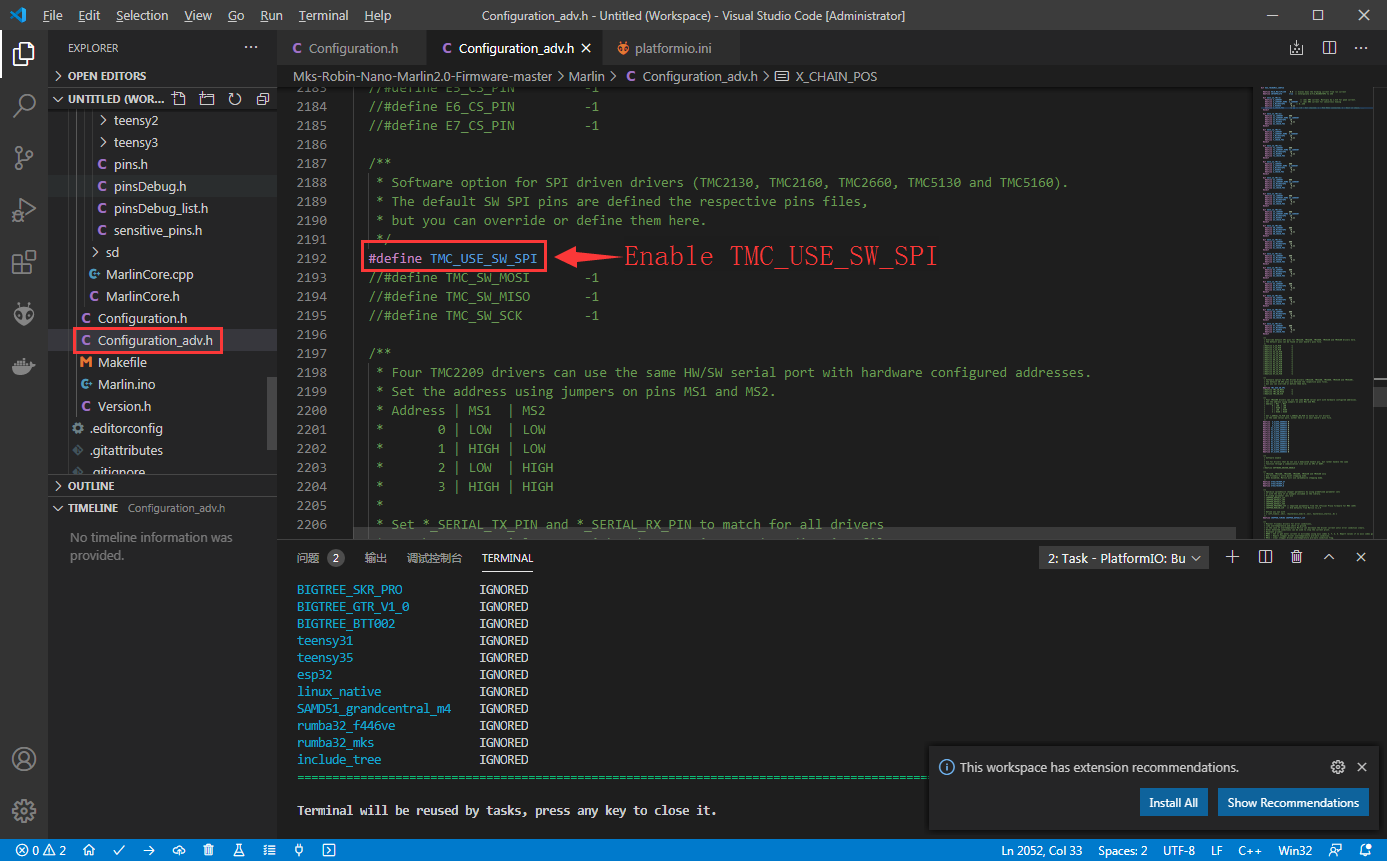 File Edit Selection View Go Run Terminal Help
Configuration_adv.h - Untitled (Workspace) - Visual Studio Code [Administrator]
EXPLORER
OPEN EDITORS
UNTITLED (WOR...
teensy2
teensy3
pins.h
pinsDebug.h
pinsDebug_list.h
sensitive_pins.h
sd
MarlinCore.cpp
MarlinCore.h
Configuration.h
Configuration_adv.h
Makefile
Marlin.ino
Version.h
.editorconfig
.gitattributes
.gitignore
OUTLINE
TIMELINE Configuration_adv.h
No timeline information was
provided.
Configuration.h
Configuration_adv.h
platformio.ini
Mks-Robin-Nano-Marlin2.0-Firmware-master > Marlin > C Configuration_adv.h > X_CHAIN_POS
2183 //#define E5_CS_PIN -1
2184 //#define E6_CS_PIN -1
2185 //#define E7_CS_PIN -1
2186
2187 /**
2188 * Software option for SPI driven drivers (TMC2130, TMC2160, TMC2660, TMC5130 and TMC5160).
2189 * The default SW SPI pins are defined the respective pins files,
2190 * but you can override or define them here.
2191 */
2192 #define TMC_USE_SW_SPI
Enable TMC_USE_SW_SPI
2193 //#define TMC_SW_MOSI -1
2194 //#define TMC_SW_MISO -1
2195 //#define TMC_SW_SCK -1
2196
2197 /**
2198 * Four TMC2209 drivers can use the same HW/SW serial port with hardware configured addresses.
2199 * Set the address using jumpers on pins MS1 and MS2.
2200 * Address | MS1 | MS2
2201 * 0 | LOW | LOW
2202 * 1 | HIGH | LOW
2203 * 2 | LOW | HIGH
2204 * 3 | HIGH | HIGH
2205 *
2206 * Set *_SERIAL_TX_PIN and *_SERIAL_RX_PIN to match for all drivers
问题 2 输出 调试控制台 TERMINAL
2: Task - PlatformIO: Bu
BIGTREE_SKR_PRO IGNORED
BIGTREE_GTR_V1_0 IGNORED
BIGTREE_BTT002 IGNORED
teensy31 IGNORED
teensy35 IGNORED
esp32 IGNORED
linux_native IGNORED
SAMD51_grandcentral_m4 IGNORED
rumba32_f446ve IGNORED
rumba32_mks IGNORED
include_tree IGNORED
Terminal will be reused by tasks, press any key to close it.
This workspace has extension recommendations.
Install All
Show Recommendations
0 2
Ln 2052, Col 33 Spaces: 2 UTF-8 LF C++ Win32